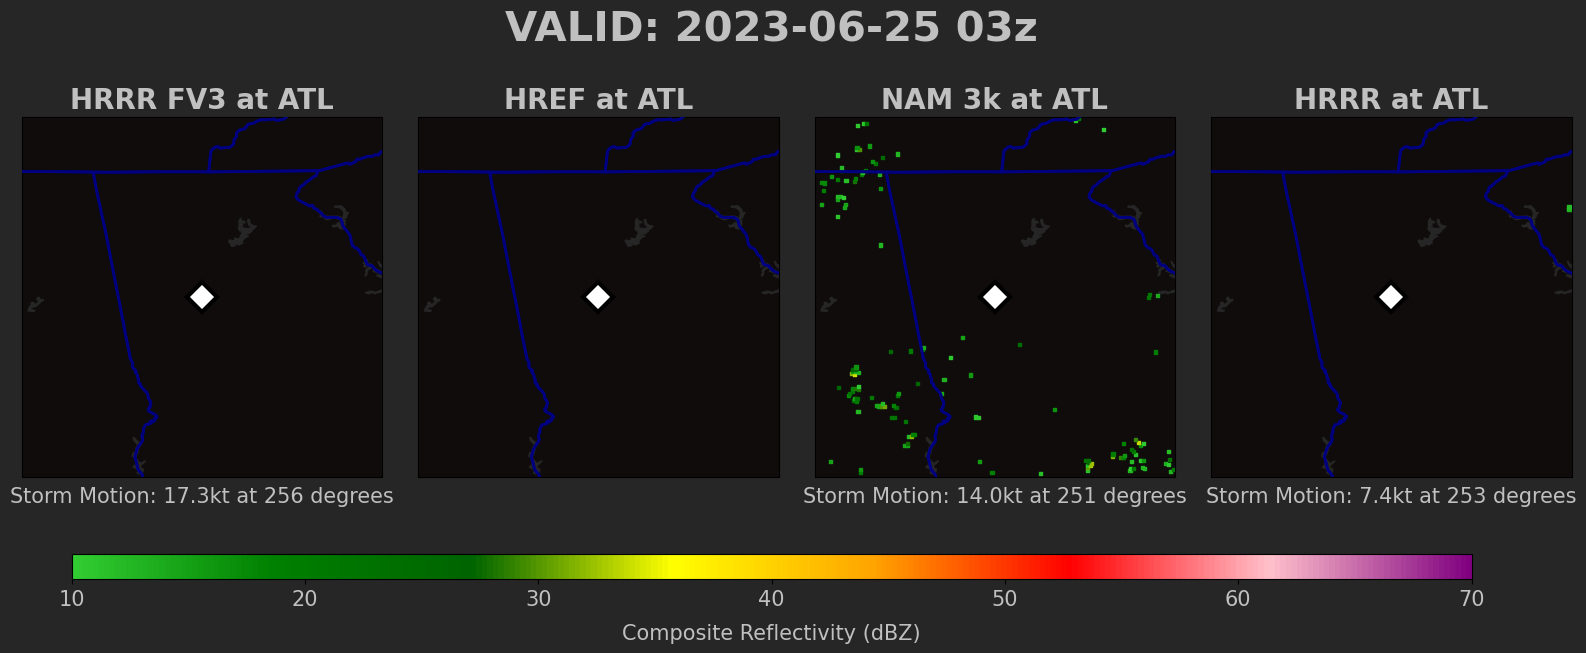 VALID: 2023-06-25 03z
HRRR FV3 at ATL
HREF at ATL
NAM 3k at ATL
HRRR at ATL
Storm Motion: 17.3kt at 256 degrees
Storm Motion: 14.0kt at 251 degrees
Storm Motion: 7.4kt at 253 degrees
10 20 30 40 50 60 70
Composite Reflectivity (dBZ)